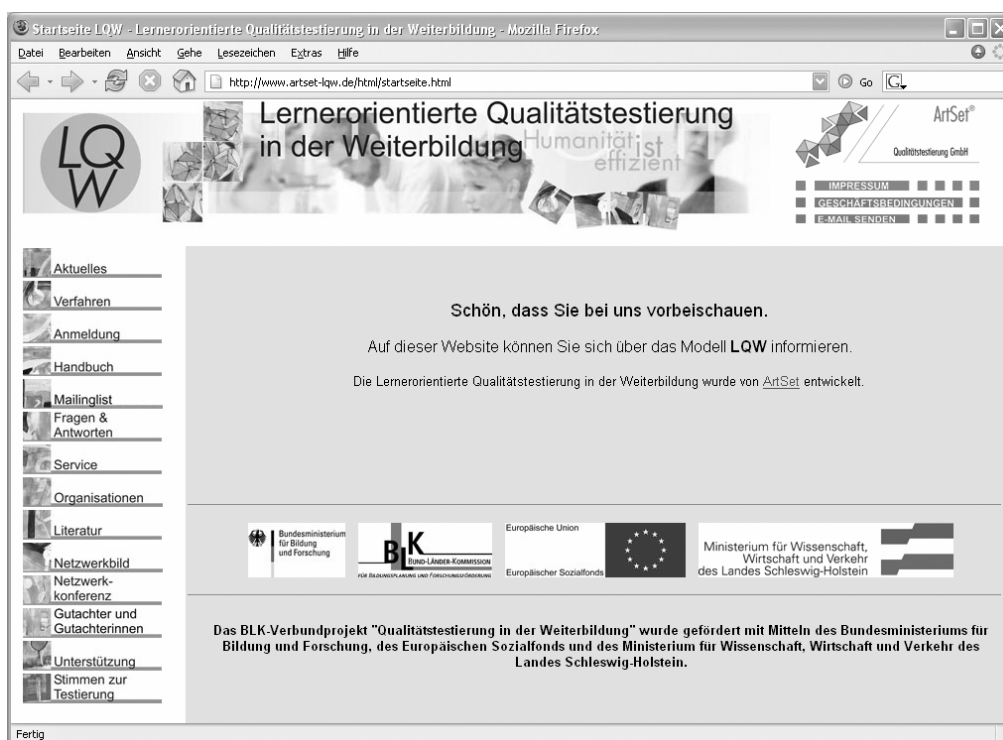 Startseite LQW - Lernerorientierte Qualitätstestierung in der Weiterbildung - Mozilla Firefox
Datei Bearbeiten Ansicht Gehe Lesezeichen Extras Hilfe
http://www.artset-lqw.de/html/startseite.html
Go
G
LQW
Lernerorientierte Qualitätstestierung
in der Weiterbildung
Humanität ist
effizient
ArtSet®
Qualitätstestierung GmbH
IMPRESSUM
GESCHÄFTSBEDINGUNGEN
E-MAIL SENDEN
Aktuelles
Verfahren
Anmeldung
Handbuch
Mailinglist
Fragen &
Antworten
Service
Organisationen
Literatur
Netzwerkbild
Netzwerk-
konferenz
Gutachter und
Gutachterinnen
Unterstützung
Stimmen zur
Testierung
Schön, dass Sie bei uns vorbeischauen.
Auf dieser Website können Sie sich über das Modell LQW informieren.
Die Lernerorientierte Qualitätstestierung in der Weiterbildung wurde von ArtSet entwickelt.
Bundesministerium
für Bildung
und Forschung
BLK
BUND-LÄNDER-KOMMISSION
FÜR BILDUNGSPLANUNG UND FORSCHUNGSFÖRDERUNG
Europäische Union
Europäischer Sozialfonds
Ministerium für Wissenschaft,
Wirtschaft und Verkehr
des Landes Schleswig-Holstein
Das BLK-Verbundprojekt "Qualitätstestierung in der Weiterbildung" wurde gefördert mit Mitteln des Bundesministeriums für
Bildung und Forschung, des Europäischen Sozialfonds und des Ministerium für Wissenschaft, Wirtschaft und Verkehr des
Landes Schleswig-Holstein.
Fertig